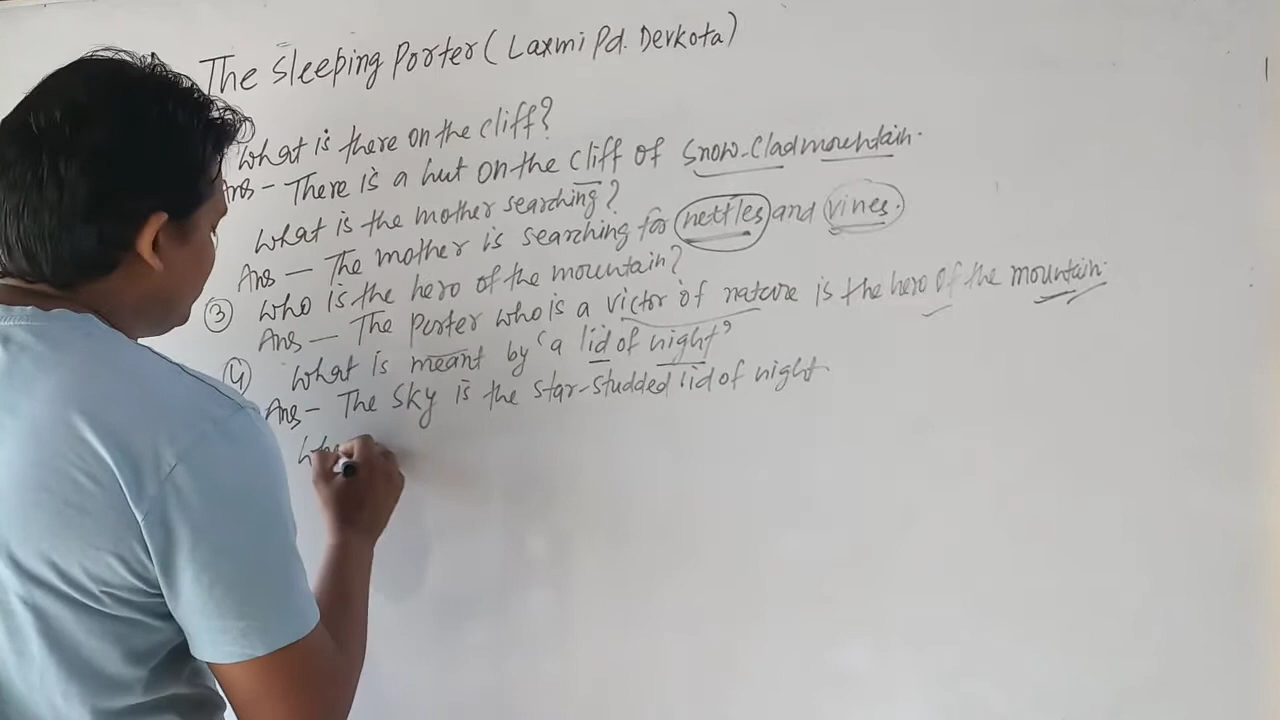 The Sleeping Porter (Laxmi Pd. Devkota)
What is there on the cliff?
Ans - There is a hut on the cliff of snow-clad mountain.
What is the mother searching?
Ans - The mother is searching for nettles and vines.
③ Who is the hero of the mountain?
Ans - The porter who is a victor of nature is the hero of the mountain.
④ What is meant by 'a lid of night'
Ans - The sky is the star-studded lid of night